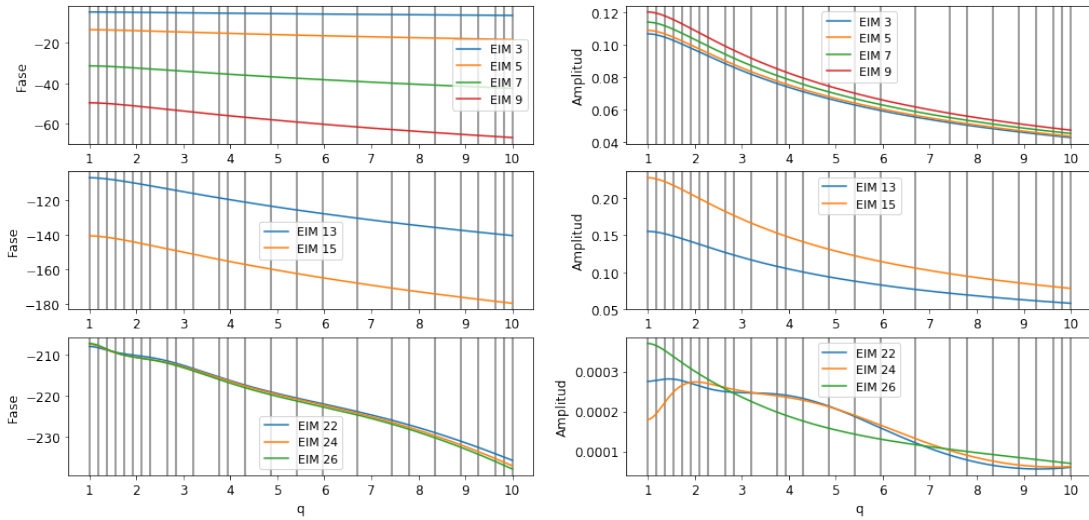 Fase
−20
−40
−60
EIM 3
EIM 5
EIM 7
EIM 9
1 2 3 4 5 6 7 8 9 10
Amplitud
0.12
0.10
0.08
0.06
0.04
EIM 3
EIM 5
EIM 7
EIM 9
1 2 3 4 5 6 7 8 9 10
Fase
−120
−140
−160
−180
EIM 13
EIM 15
1 2 3 4 5 6 7 8 9 10
Amplitud
0.20
0.15
0.10
0.05
EIM 13
EIM 15
1 2 3 4 5 6 7 8 9 10
Fase
−210
−220
−230
EIM 22
EIM 24
EIM 26
1 2 3 4 5 6 7 8 9 10
q
Amplitud
0.0003
0.0002
0.0001
EIM 22
EIM 24
EIM 26
1 2 3 4 5 6 7 8 9 10
q